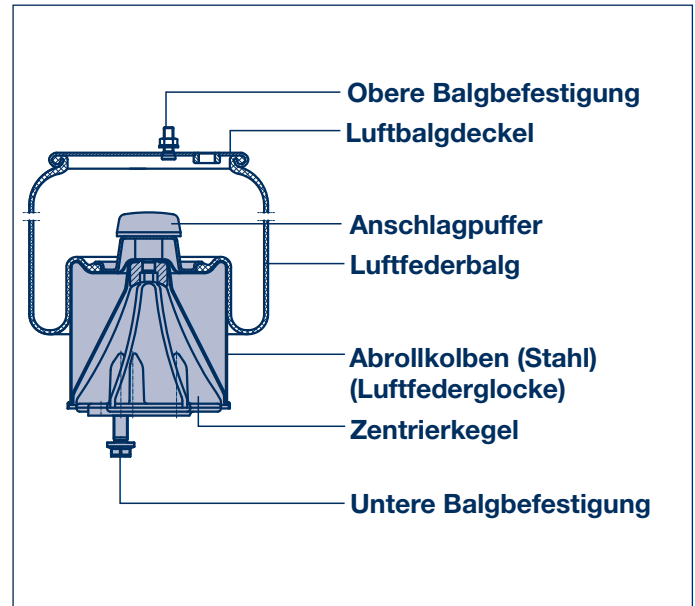 Obere Balgbefestigung
Luftbalgdeckel
Anschlagpuffer
Luftfederbalg
Abrollkolben (Stahl)
(Luftfederglocke)
Zentrierkegel
Untere Balgbefestigung